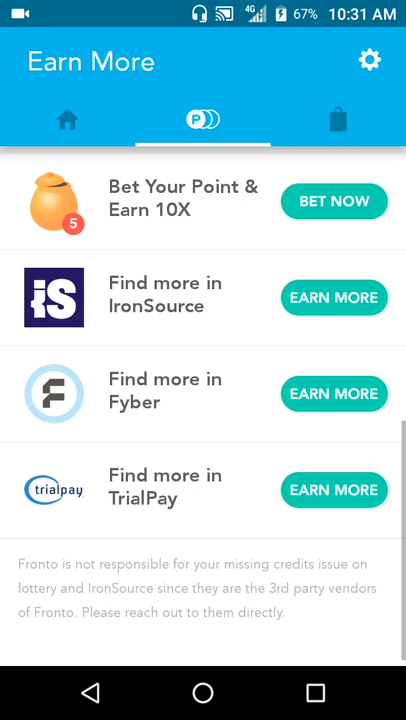 4G 67% 10:31 AM
Earn More
P
5
Bet Your Point &
Earn 10X
BET NOW
iS
Find more in
IronSource
EARN MORE
F
Find more in
Fyber
EARN MORE
trialpay
Find more in
TrialPay
EARN MORE
Fronto is not responsible for your missing credits issue on
lottery and IronSource since they are the 3rd party vendors
of Fronto. Please reach out to them directly.